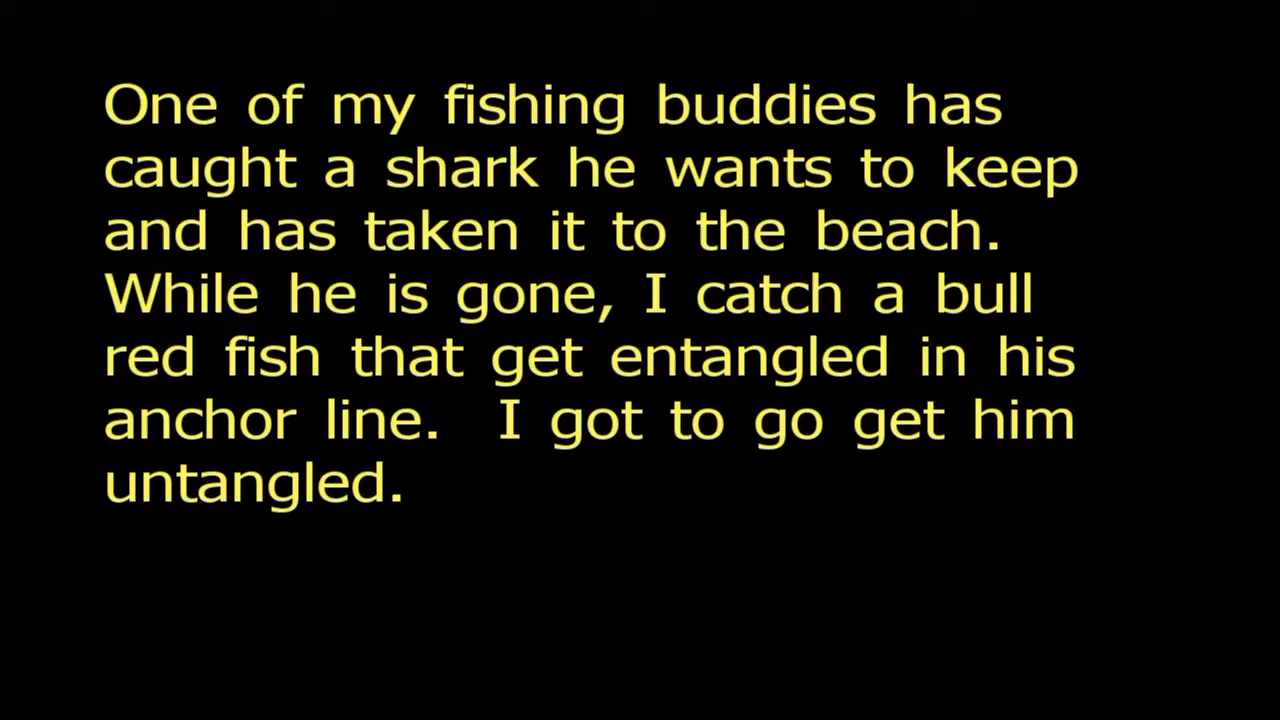 One of my fishing buddies has
caught a shark he wants to keep
and has taken it to the beach.
While he is gone, I catch a bull
red fish that get entangled in his
anchor line.  I got to go get him
untangled.